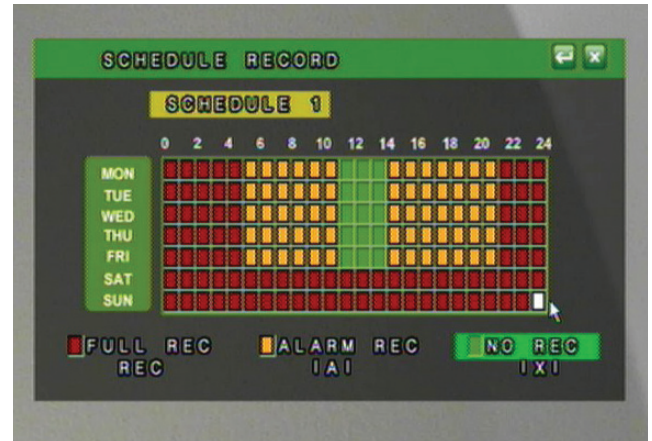 SCHEDULE RECORD
SCHEDULE 1
0 2 4 6 8 10 12 14 16 18 20 22 24
MON
TUE
WED
THU
FRI
SAT
SUN
FULL REC ALARM REC NO REC
REC |A| |X|